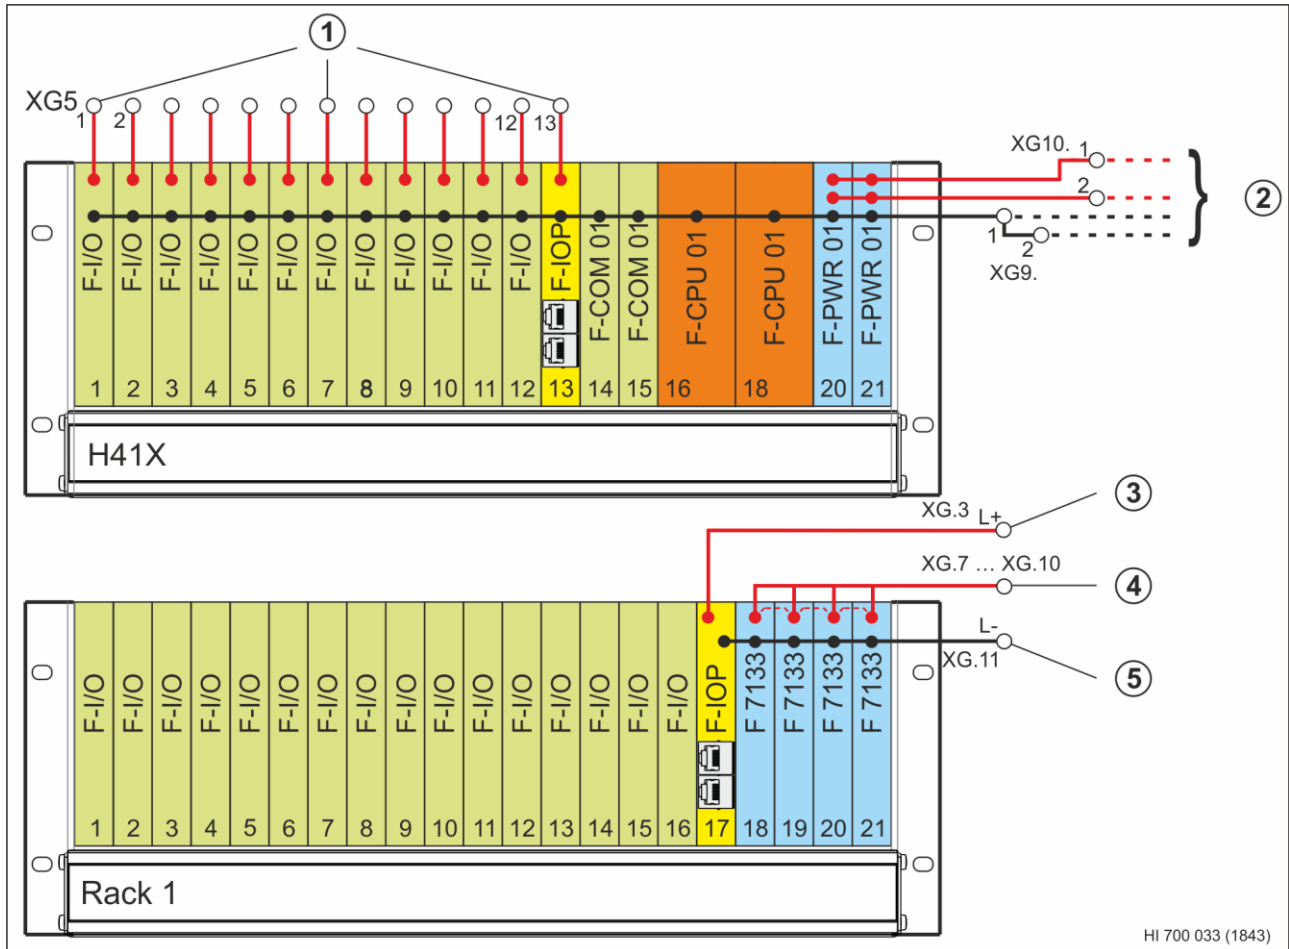 1
XG5
1
2
12
13
XG10. 1
2
2
1
2
XG9.
F-I/O F-I/O F-I/O F-I/O F-I/O F-I/O F-I/O F-I/O F-I/O F-I/O F-I/O F-I/O F-IOP F-COM 01 F-COM 01 F-CPU 01 F-CPU 01 F-PWR 01 F-PWR 01
1 2 3 4 5 6 7 8 9 10 11 12 13 14 15 16 18 20 21
H41X
3
XG.3 L+
XG.7 ... XG.10
4
L-
XG.11
5
F-I/O F-I/O F-I/O F-I/O F-I/O F-I/O F-I/O F-I/O F-I/O F-I/O F-I/O F-I/O F-I/O F-I/O F-I/O F-I/O F-IOP F 7133 F 7133 F 7133 F 7133
1 2 3 4 5 6 7 8 9 10 11 12 13 14 15 16 17 18 19 20 21
Rack 1
HI 700 033 (1843)